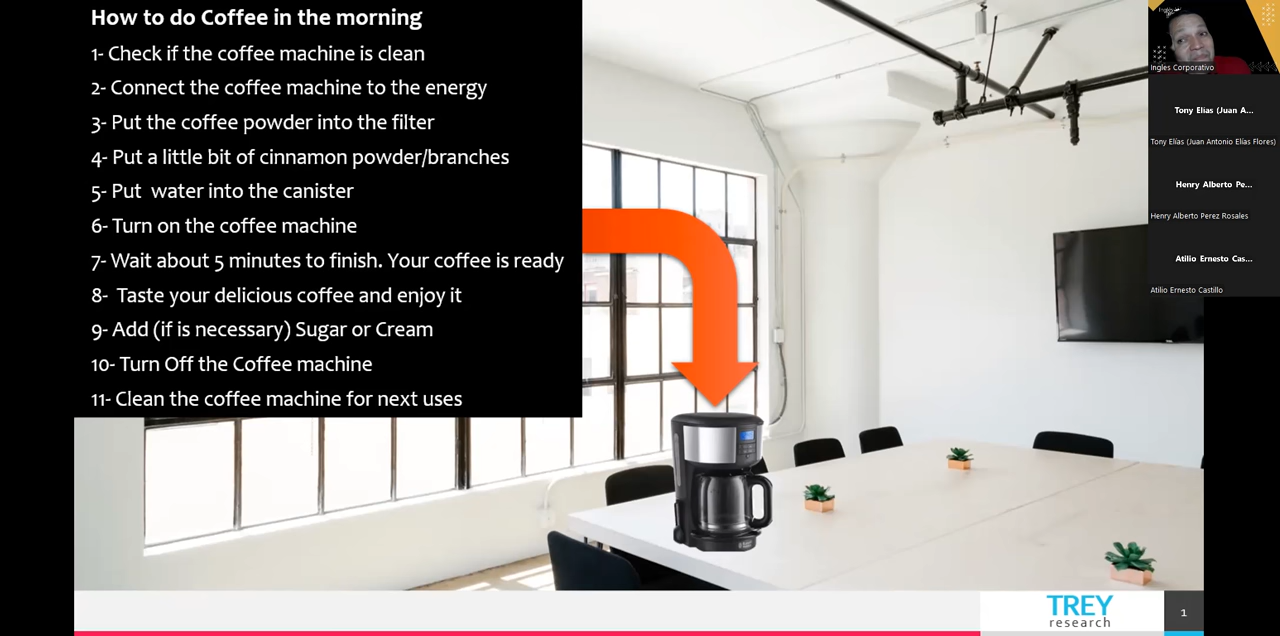 How to do Coffee in the morning
1- Check if the coffee machine is clean
2- Connect the coffee machine to the energy
3- Put the coffee powder into the filter
4- Put a little bit of cinnamon powder/branches
5- Put  water into the canister
6- Turn on the coffee machine
7- Wait about 5 minutes to finish. Your coffee is ready
8-  Taste your delicious coffee and enjoy it
9- Add (if is necessary) Sugar or Cream
10- Turn Off the Coffee machine
11- Clean the coffee machine for next uses
Ingles Corporativo
Tony Elias (Juan A...
Tony Elías (Juan Antonio Elías Flores)
Henry Alberto Pe...
Henry Alberto Perez Rosales
Atilio Ernesto Cas...
Atilio Ernesto Castillo
TREY
research
1